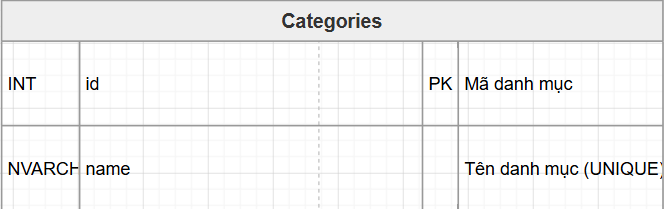 Categories
INT id PK Mã danh mục
NVARCH name Tên danh mục (UNIQUE)